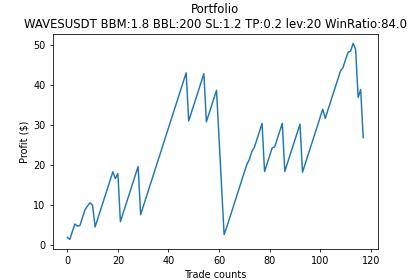 Portfolio
WAVESUSDT BBM:1.8 BBL:200 SL:1.2 TP:0.2 lev:20 WinRatio:84.0
50
40
30
20
10
0
Profit ($)
0 20 40 60 80 100 120
Trade counts